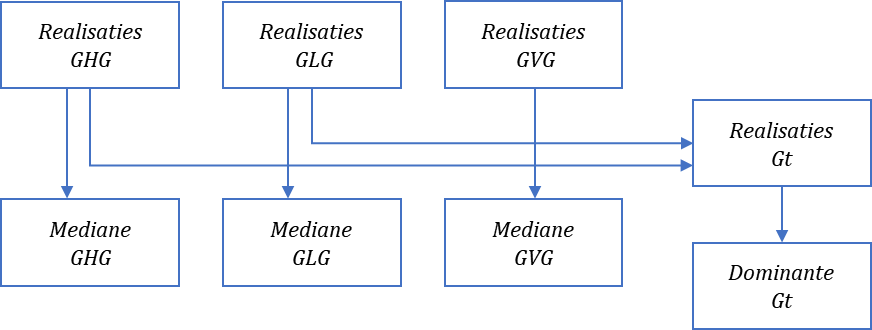 Realisaties
GHG
Realisaties
GLG
Realisaties
GVG
Realisaties
Gt
Mediane
GHG
Mediane
GLG
Mediane
GVG
Dominante
Gt